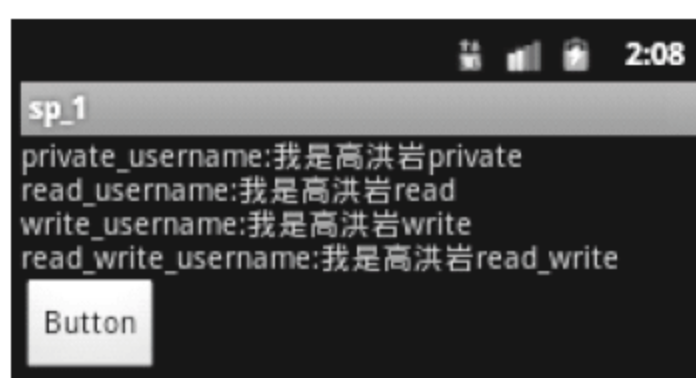 2:08
sp_1
private_username:我是高洪岩private
read_username:我是高洪岩read
write_username:我是高洪岩write
read_write_username:我是高洪岩read_write
Button